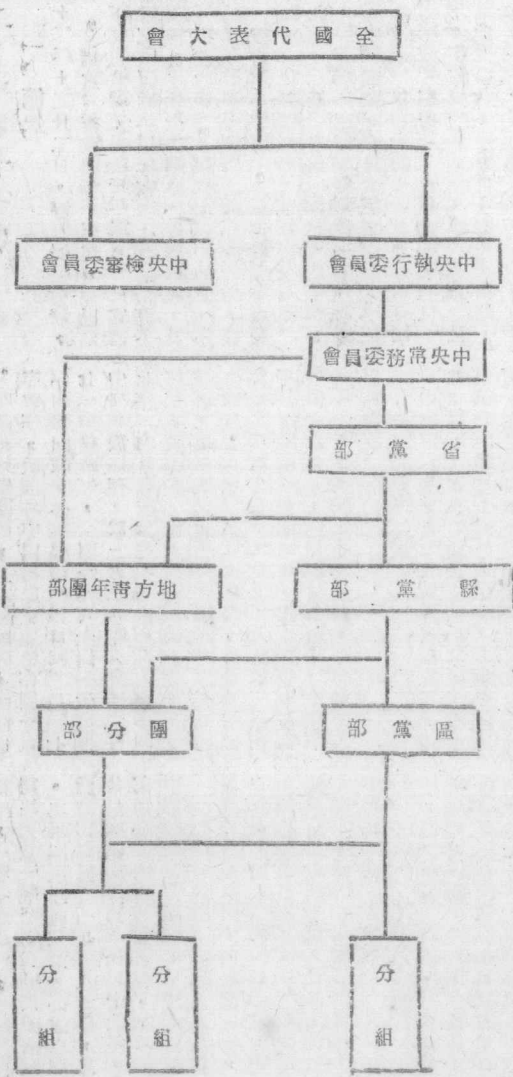 全國代表大會
中央執行委員會
中央檢審委員會
中央常務委員會
省黨部
縣黨部
地方青年團部
區黨部
團分部
分組
分組
分組